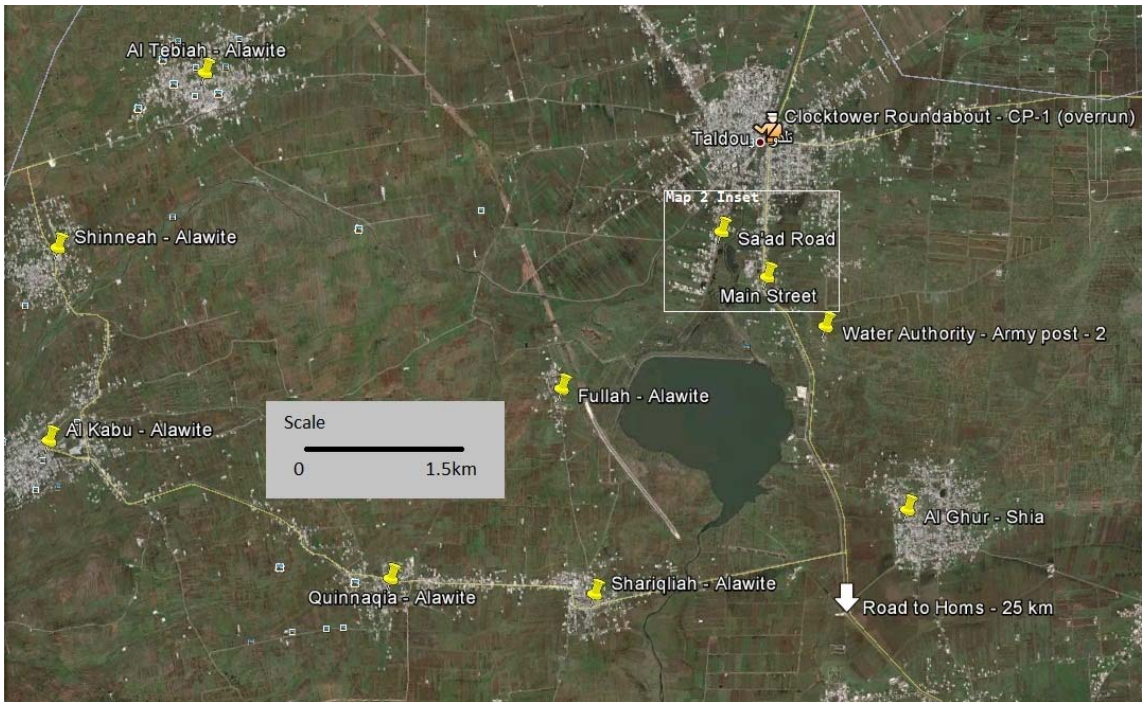 Al Tebiah - Alawite
Clocktower Roundabout - CP-1 (overrun)
Taldou
Map 2 Inset
Shinneah - Alawite
Sa'ad Road
Main Street
Water Authority - Army post - 2
Fullah - Alawite
Scale
0 1.5km
Al Kabu - Alawite
Al Ghur - Shia
Quinnaqia - Alawite
Shariqliah - Alawite
Road to Homs - 25 km